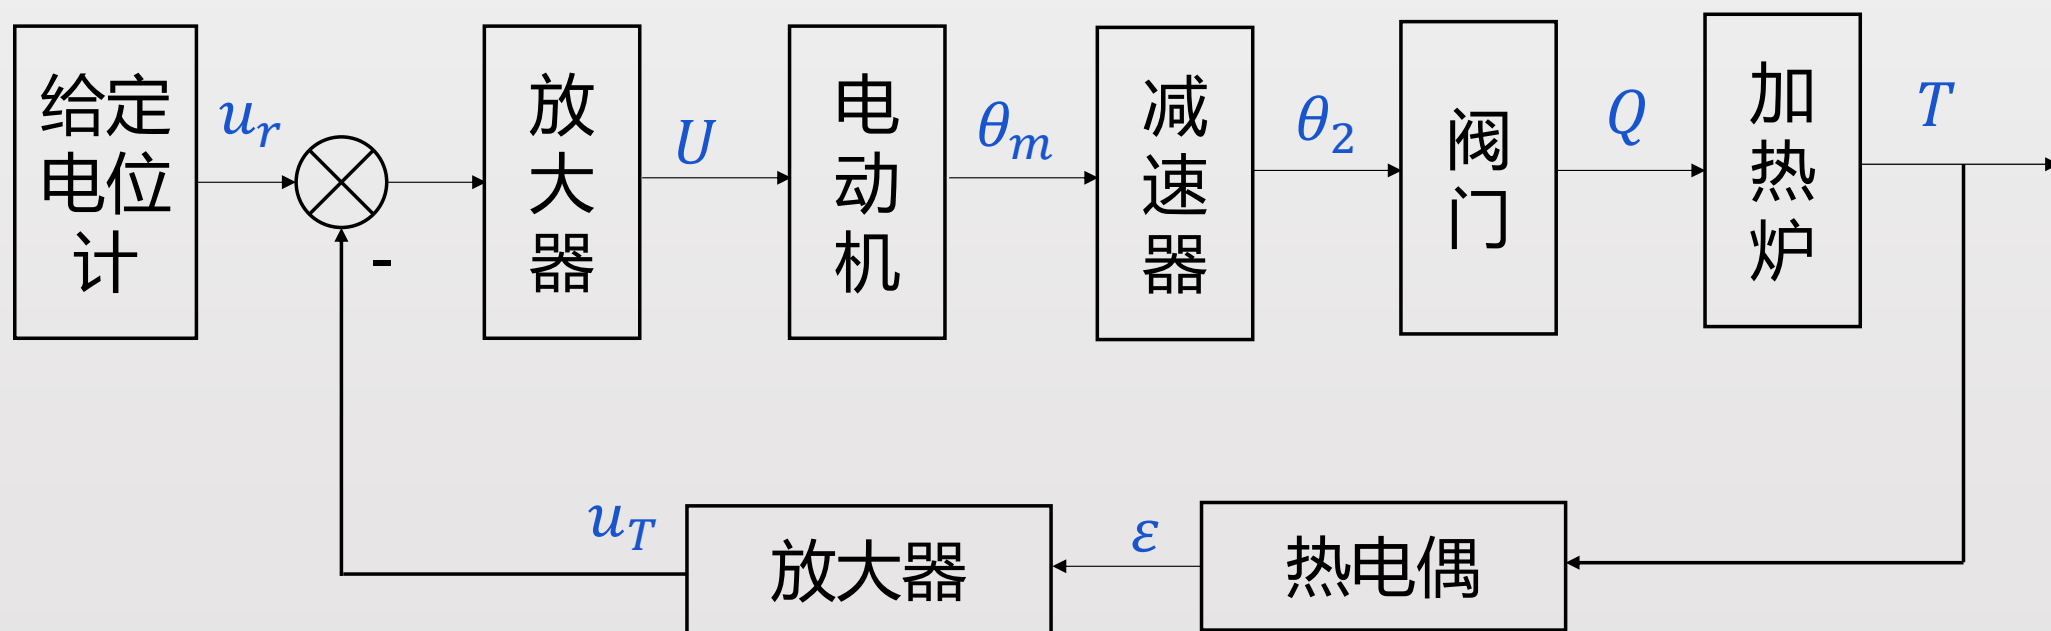 给定
电位
计
u_r
放
大
器
U
电
动
机
θ_m
减
速
器
θ_2
阀
门
Q
加
热
炉
T
-
u_T
放大器
ε
热电偶